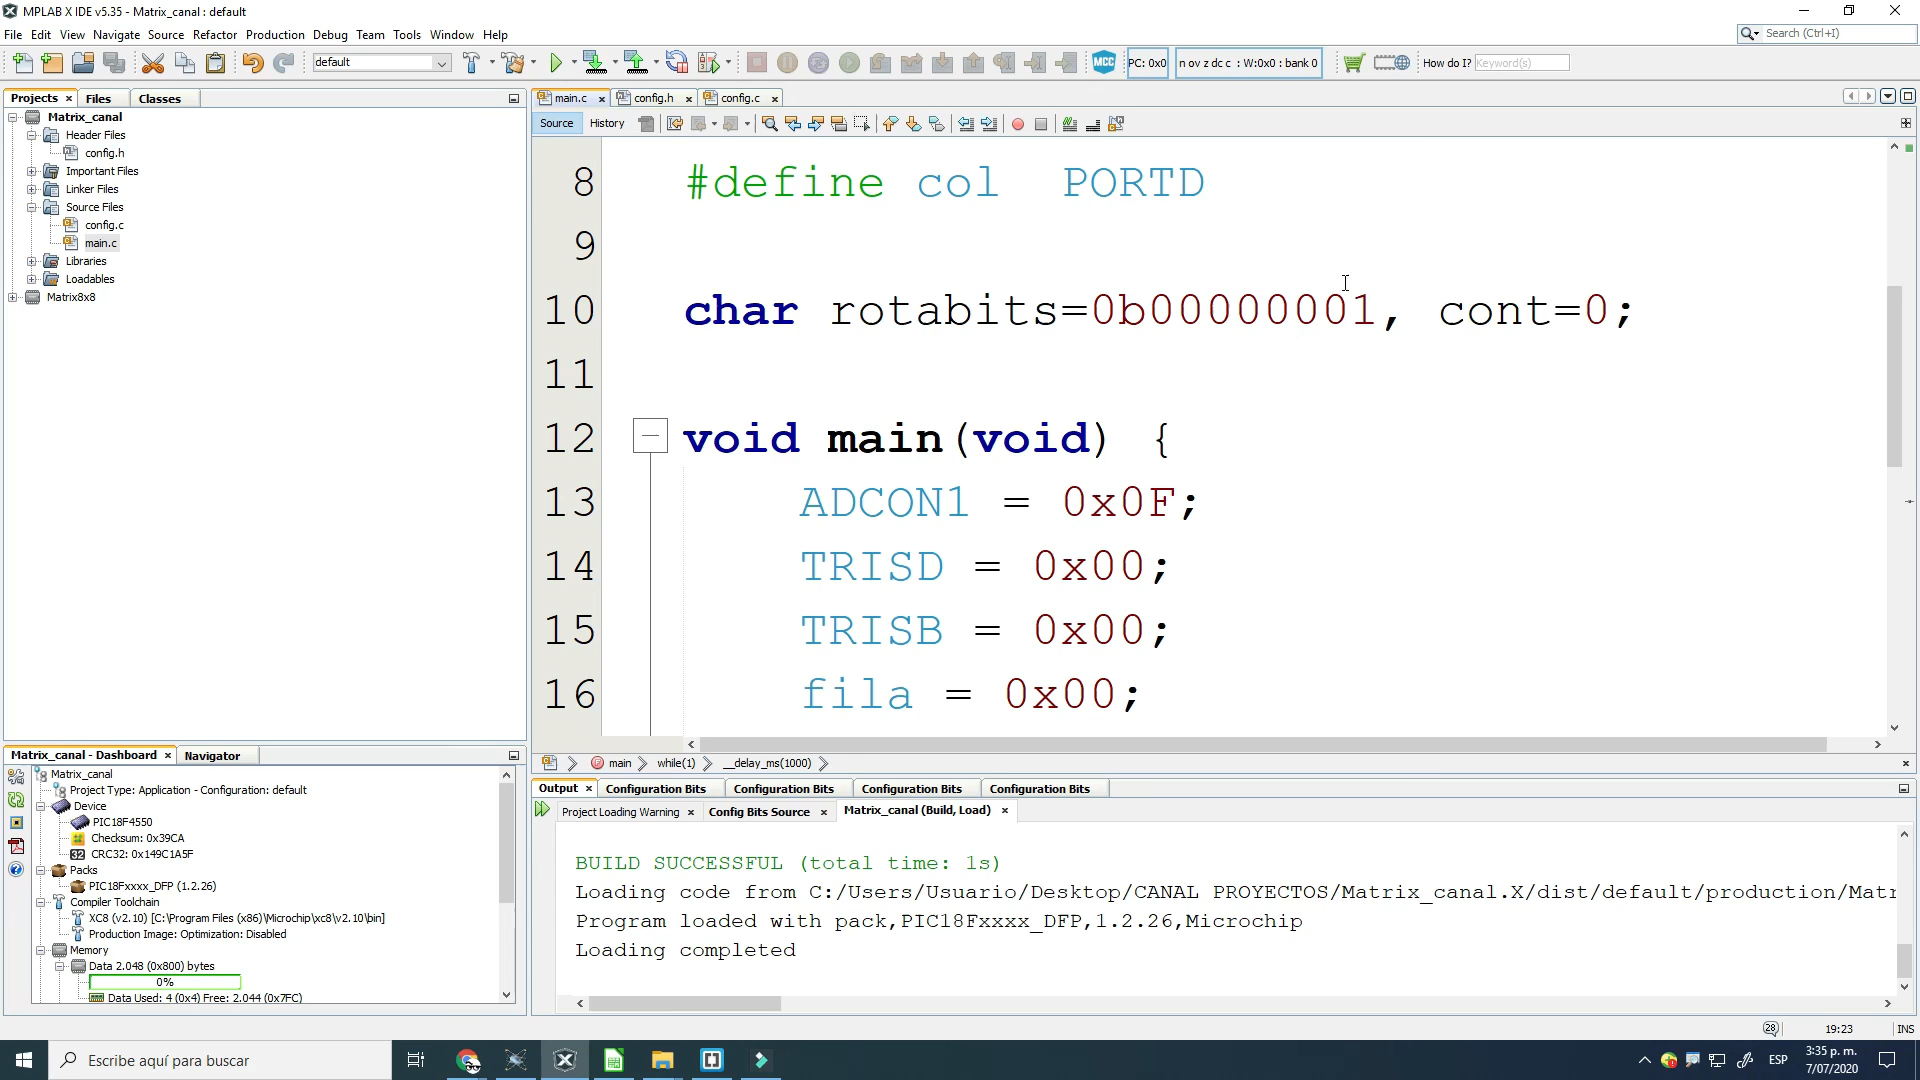 MPLAB X IDE v5.35 - Matrix_canal : default
File Edit View Navigate Source Refactor Production Debug Team Tools Window Help
Search (Ctrl+I)
default
MCC
PC: 0x0
n ov z dc c : W:0x0 : bank 0
How do I? Keyword(s)
Projects Files Classes
main.c config.h config.c
Source History
Matrix_canal
Header Files
config.h
Important Files
Linker Files
Source Files
config.c
main.c
Libraries
Loadables
Matrix8x8
8 #define col PORTD
9
10 char rotabits=0b00000001, cont=0;
11
12 void main(void) {
13 ADCON1 = 0x0F;
14 TRISD = 0x00;
15 TRISB = 0x00;
16 fila = 0x00;
main while(1) __delay_ms(1000)
Matrix_canal - Dashboard Navigator
Matrix_canal
Project Type: Application - Configuration: default
Device
PIC18F4550
Checksum: 0x39CA
32 CRC32: 0x149C1A5F
Packs
PIC18Fxxxx_DFP (1.2.26)
Compiler Toolchain
XC8 (v2.10) [C:\Program Files (x86)\Microchip\xc8\v2.10\bin]
Production Image: Optimization: Disabled
Memory
Data 2.048 (0x800) bytes
0%
Data Used: 4 (0x4) Free: 2.044 (0x7FC)
Output Configuration Bits Configuration Bits Configuration Bits Configuration Bits
Project Loading Warning Config Bits Source Matrix_canal (Build, Load)
BUILD SUCCESSFUL (total time: 1s)
Loading code from C:/Users/Usuario/Desktop/CANAL PROYECTOS/Matrix_canal.X/dist/default/production/Matr
Program loaded with pack,PIC18Fxxxx_DFP,1.2.26,Microchip
Loading completed
28 19:23 INS
Escribe aquí para buscar
ESP
3:35 p. m.
7/07/2020